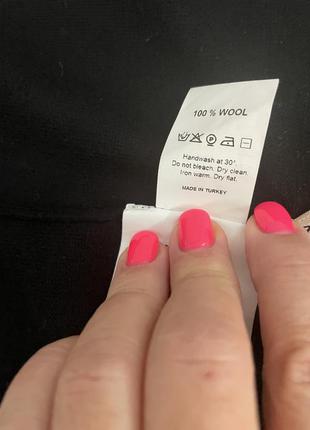 100 % WOOL
Handwash at 30°
Do not bleach. Dry clean.
Iron warm. Dry flat.
MADE IN TURKEY